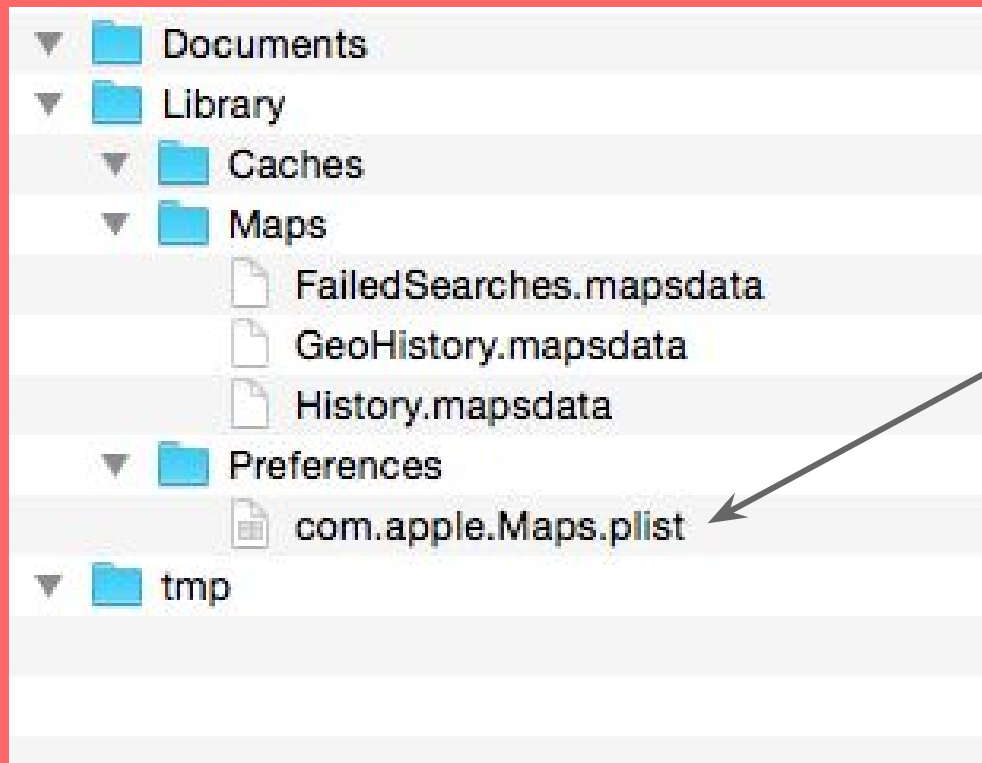 Documents
Library
Caches
Maps
FailedSearches.mapsdata
GeoHistory.mapsdata
History.mapsdata
Preferences
com.apple.Maps.plist
tmp